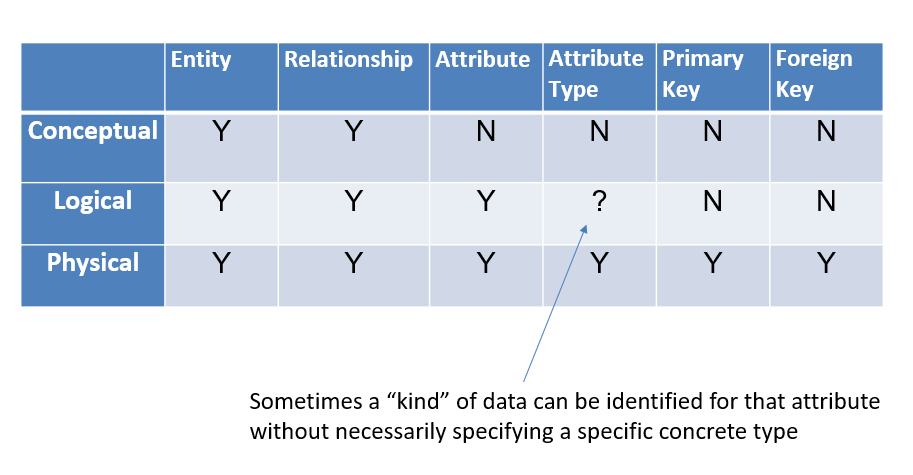 Entity Relationship Attribute Attribute Type Primary Key Foreign Key
Conceptual Y Y N N N N
Logical Y Y Y ? N N
Physical Y Y Y Y Y Y
Sometimes a “kind” of data can be identified for that attribute
without necessarily specifying a specific concrete type